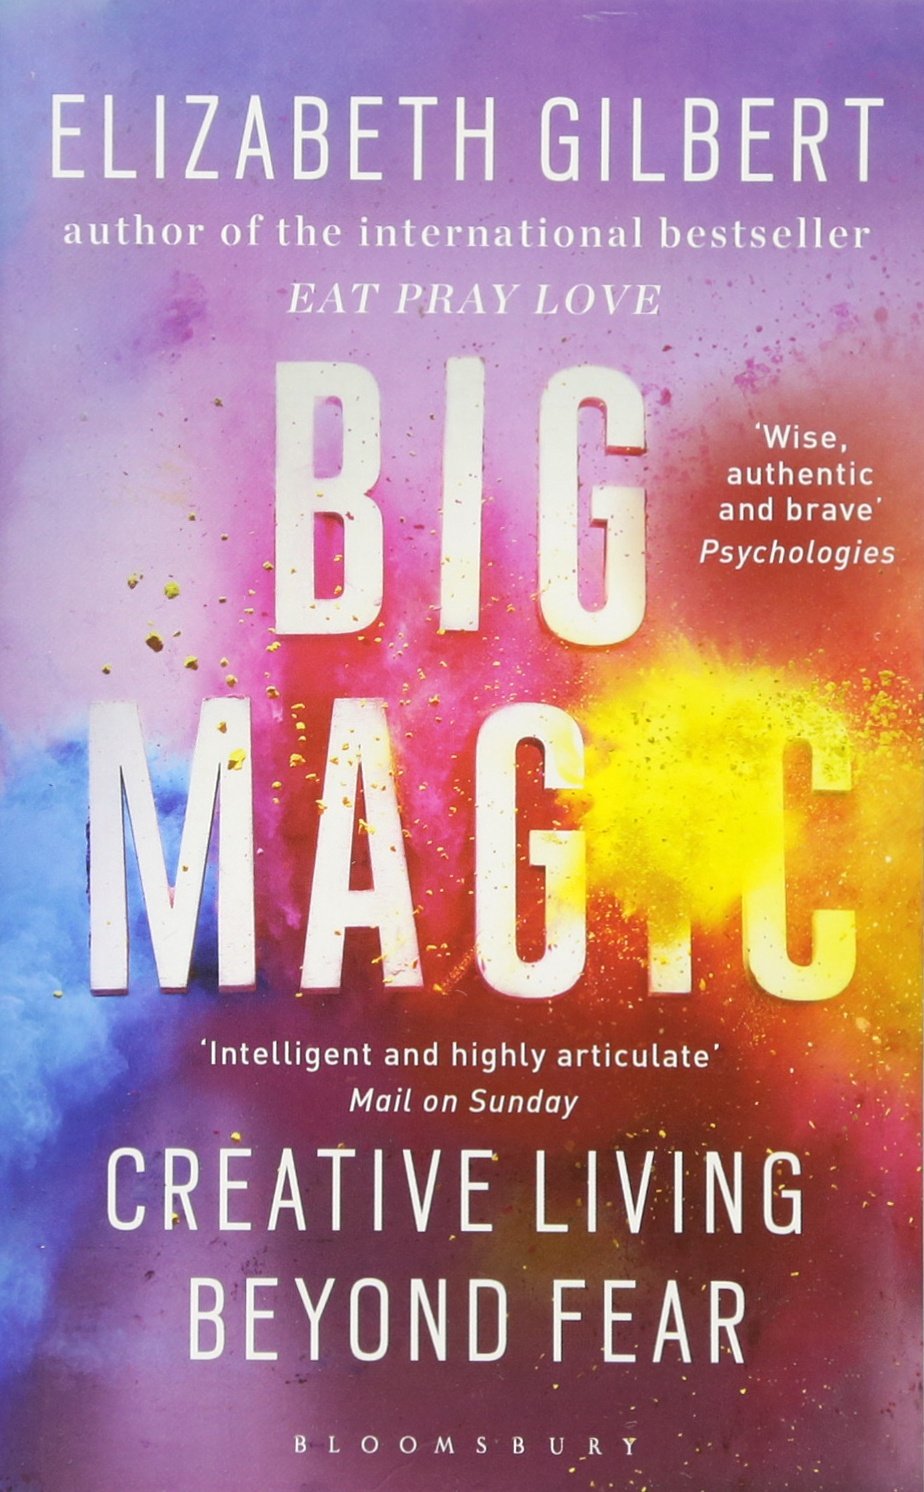 ELIZABETH GILBERT
author of the international bestseller
EAT PRAY LOVE
BIG
'Wise,
authentic
and brave'
Psychologies
MAGIC
'Intelligent and highly articulate'
Mail on Sunday
CREATIVE LIVING
BEYOND FEAR
BLOOMSBURY